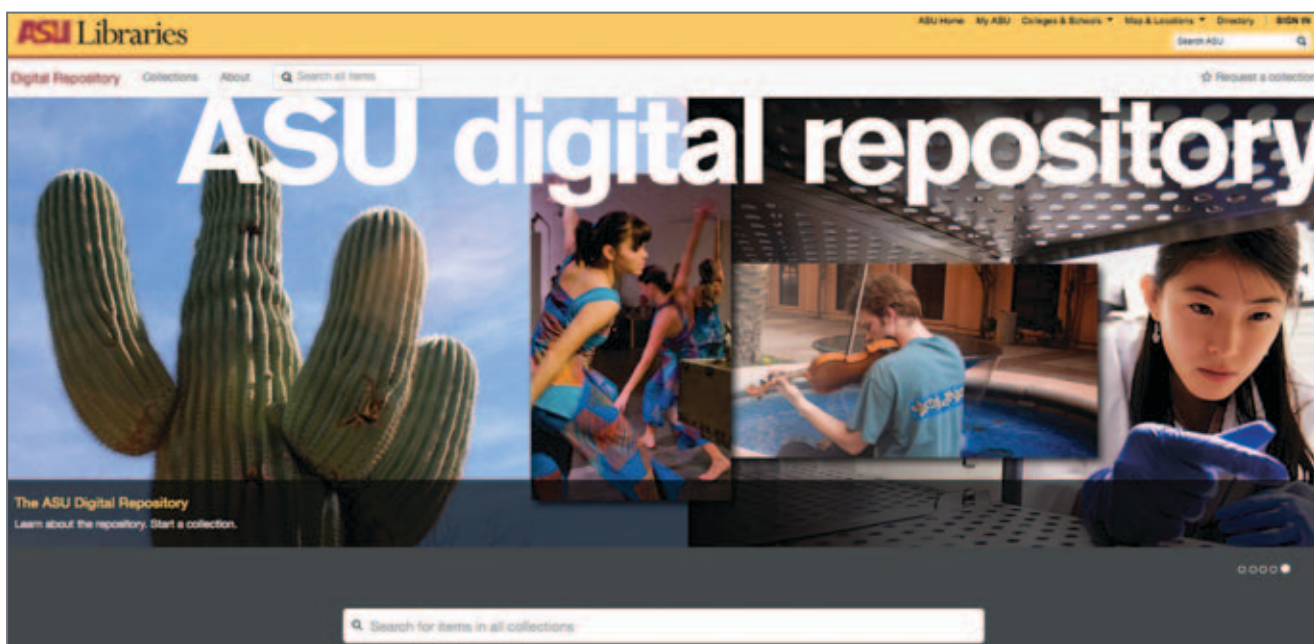 ASU Libraries
ASU Home My ASU Colleges & Schools Map & Locations Directory SIGN IN
Search ASU
Digital Repository Collections About Search all items Request a collection
ASU digital repository
The ASU Digital Repository
Learn about the repository. Start a collection.
Search for items in all collections